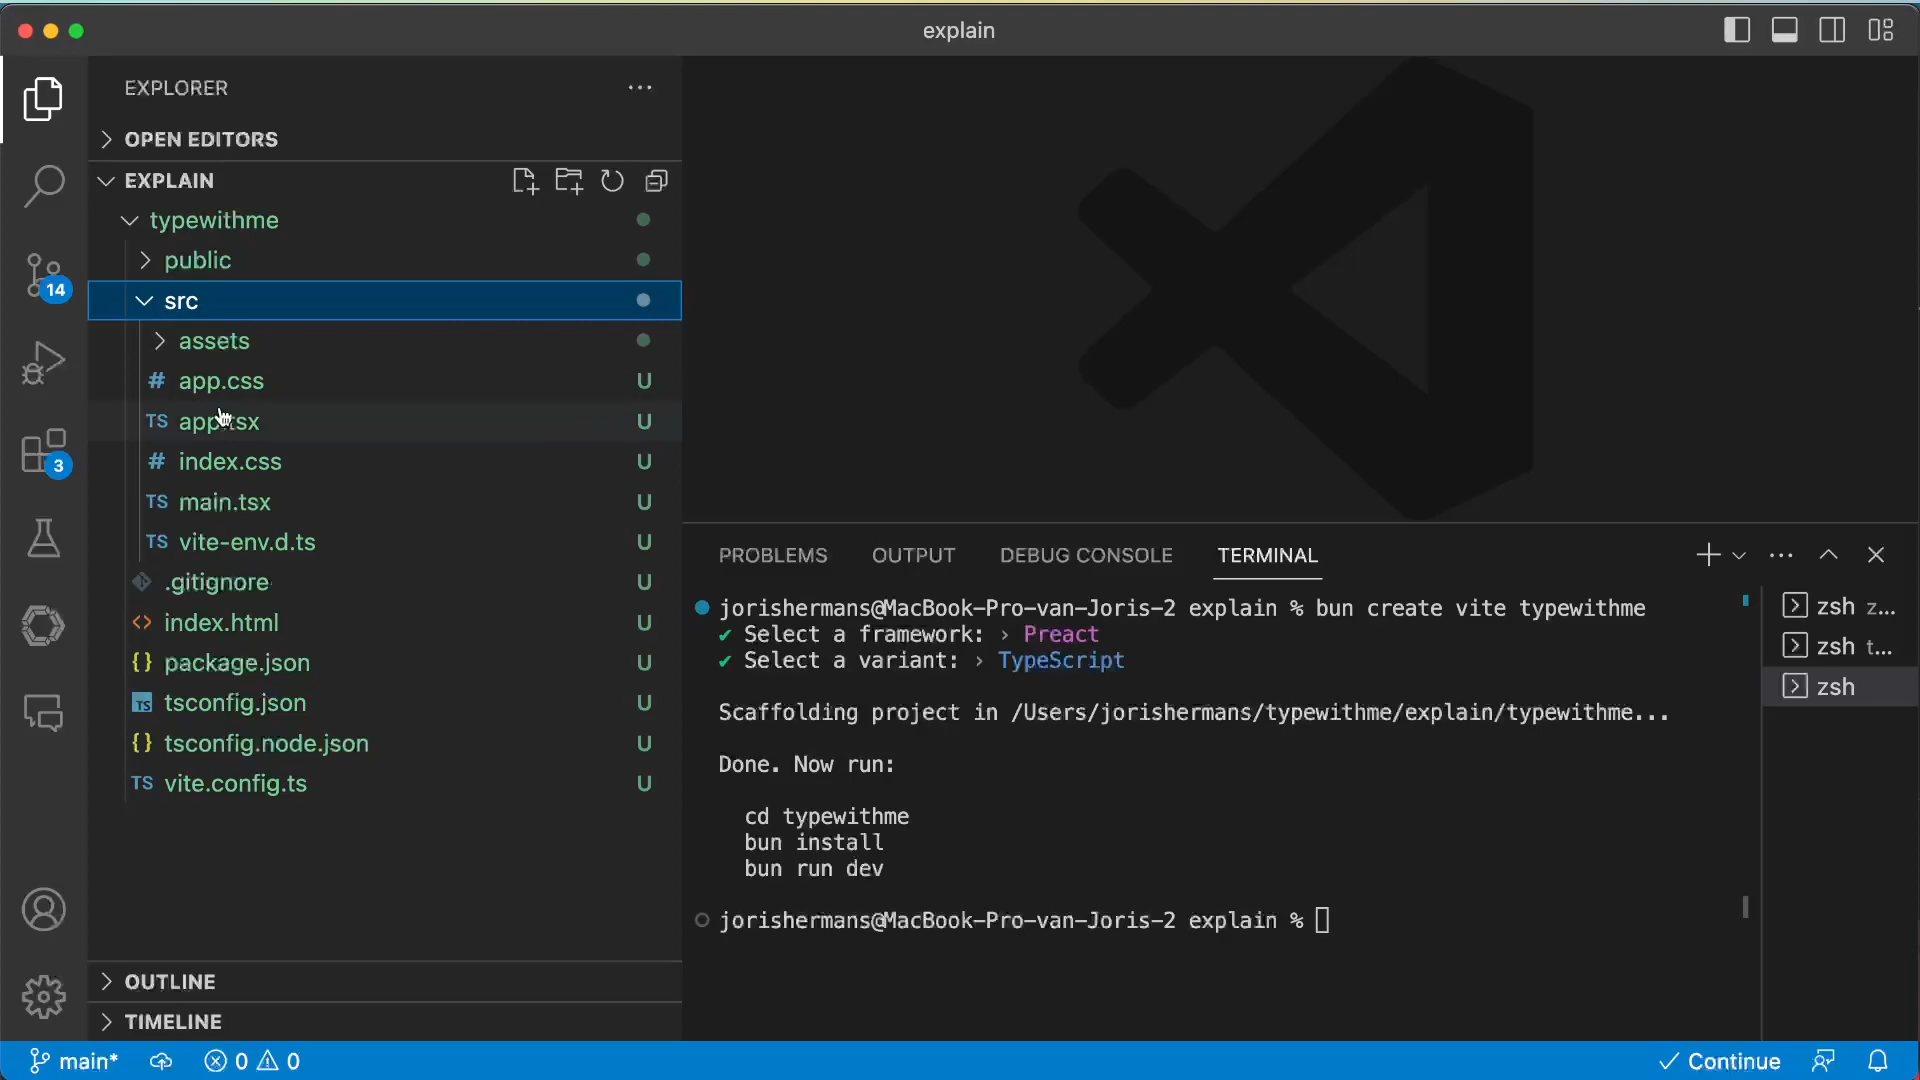 explain
EXPLORER
OPEN EDITORS
EXPLAIN
typewithme
public
src
assets
# app.css U
TS app.tsx U
# index.css U
TS main.tsx U
TS vite-env.d.ts U
.gitignore U
<> index.html U
{} package.json U
TS tsconfig.json U
{} tsconfig.node.json U
TS vite.config.ts U
OUTLINE
TIMELINE
14
3
PROBLEMS OUTPUT DEBUG CONSOLE TERMINAL
jorishermans@MacBook-Pro-van-Joris-2 explain % bun create vite typewithme
✔ Select a framework: › Preact
✔ Select a variant: › TypeScript
Scaffolding project in /Users/jorishermans/typewithme/explain/typewithme...
Done. Now run:
cd typewithme
bun install
bun run dev
jorishermans@MacBook-Pro-van-Joris-2 explain %
zsh z...
zsh t...
zsh
main* 0 0
Continue